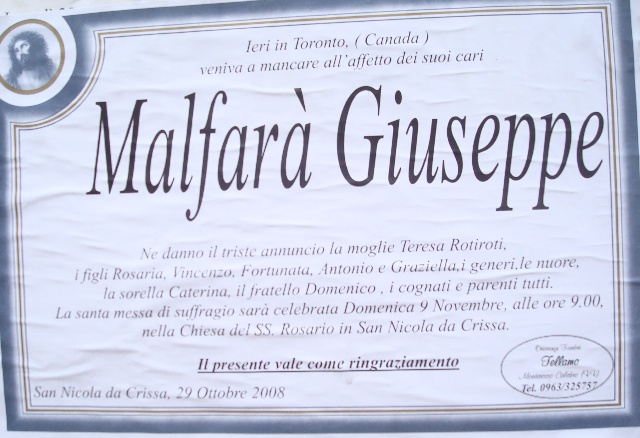 Ieri in Toronto, ( Canada )
veniva a mancare all'affetto dei suoi cari
Malfarà Giuseppe
Ne danno il triste annuncio la moglie Teresa Rotiroti,
i figli Rosaria, Vincenzo, Fortunata, Antonio e Graziella,i generi,le nuore,
la sorella Caterina, il fratello Domenico , i cognati e parenti tutti.
La santa messa di suffragio sarà celebrata Domenica 9 Novembre, alle ore 9.00,
nella Chiesa del SS. Rosario in San Nicola da Crissa.
Il presente vale come ringraziamento
San Nicola da Crissa, 29 Ottobre 2008
Tellamo
Calabro (VV)
Tel. 0963/325757